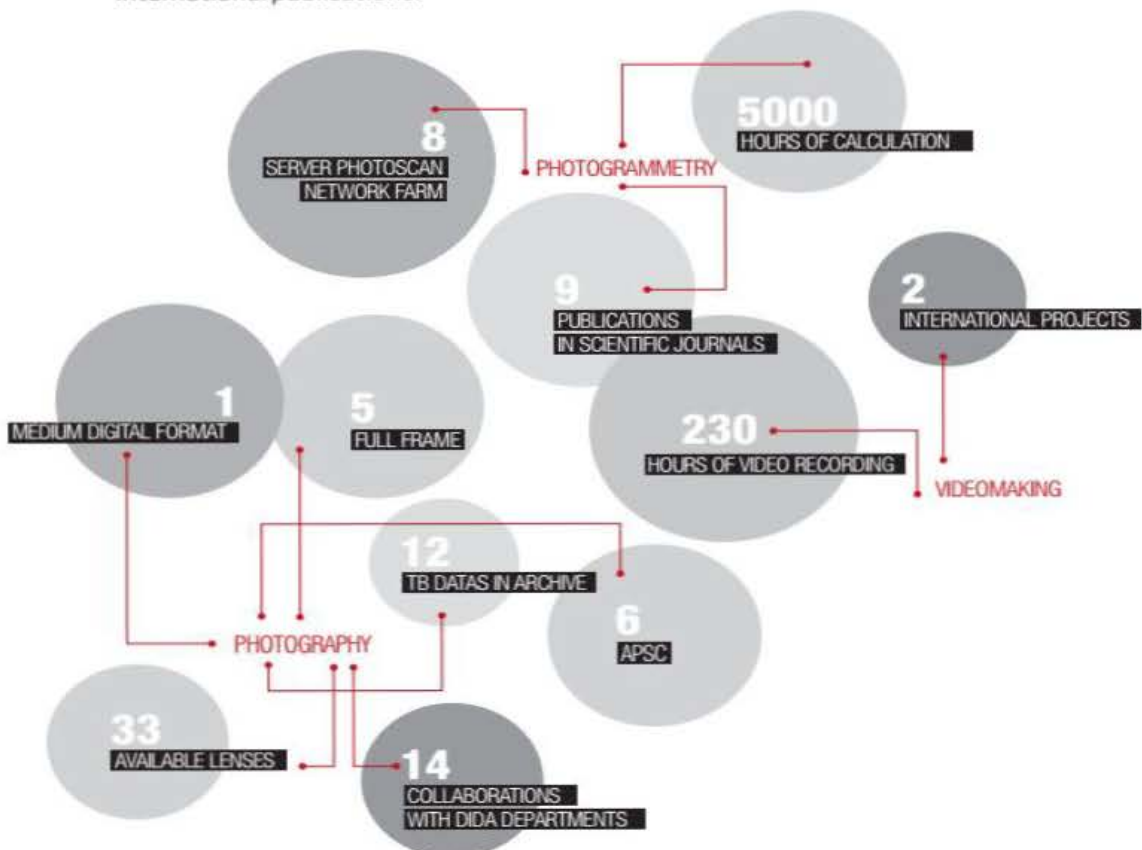 8
SERVER PHOTOSCAN
NETWORK FARM
5000
HOURS OF CALCULATION
PHOTOGRAMMETRY
9
PUBLICATIONS
IN SCIENTIFIC JOURNALS
2
INTERNATIONAL PROJECTS
1
MEDIUM DIGITAL FORMAT
5
FULL FRAME
230
HOURS OF VIDEO RECORDING
VIDEOMAKING
12
TB DATAS IN ARCHIVE
6
APSC
PHOTOGRAPHY
33
AVAILABLE LENSES
14
COLLABORATIONS
WITH DIDA DEPARTMENTS